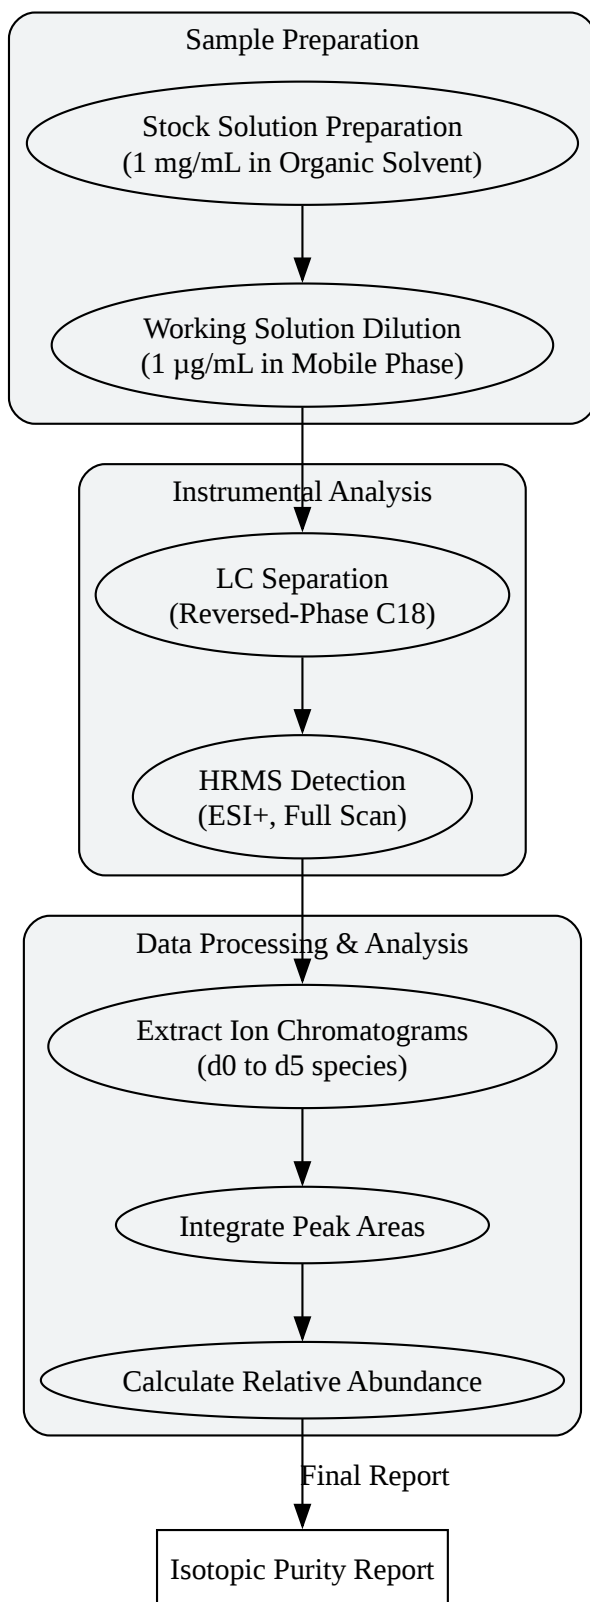 Sample Preparation
Stock Solution Preparation
(1 mg/mL in Organic Solvent)
Working Solution Dilution
(1 µg/mL in Mobile Phase)
Instrumental Analysis
LC Separation
(Reversed-Phase C18)
HRMS Detection
(ESI+, Full Scan)
Data Processing & Analysis
Extract Ion Chromatograms
(d0 to d5 species)
Integrate Peak Areas
Calculate Relative Abundance
Final Report
Isotopic Purity Report